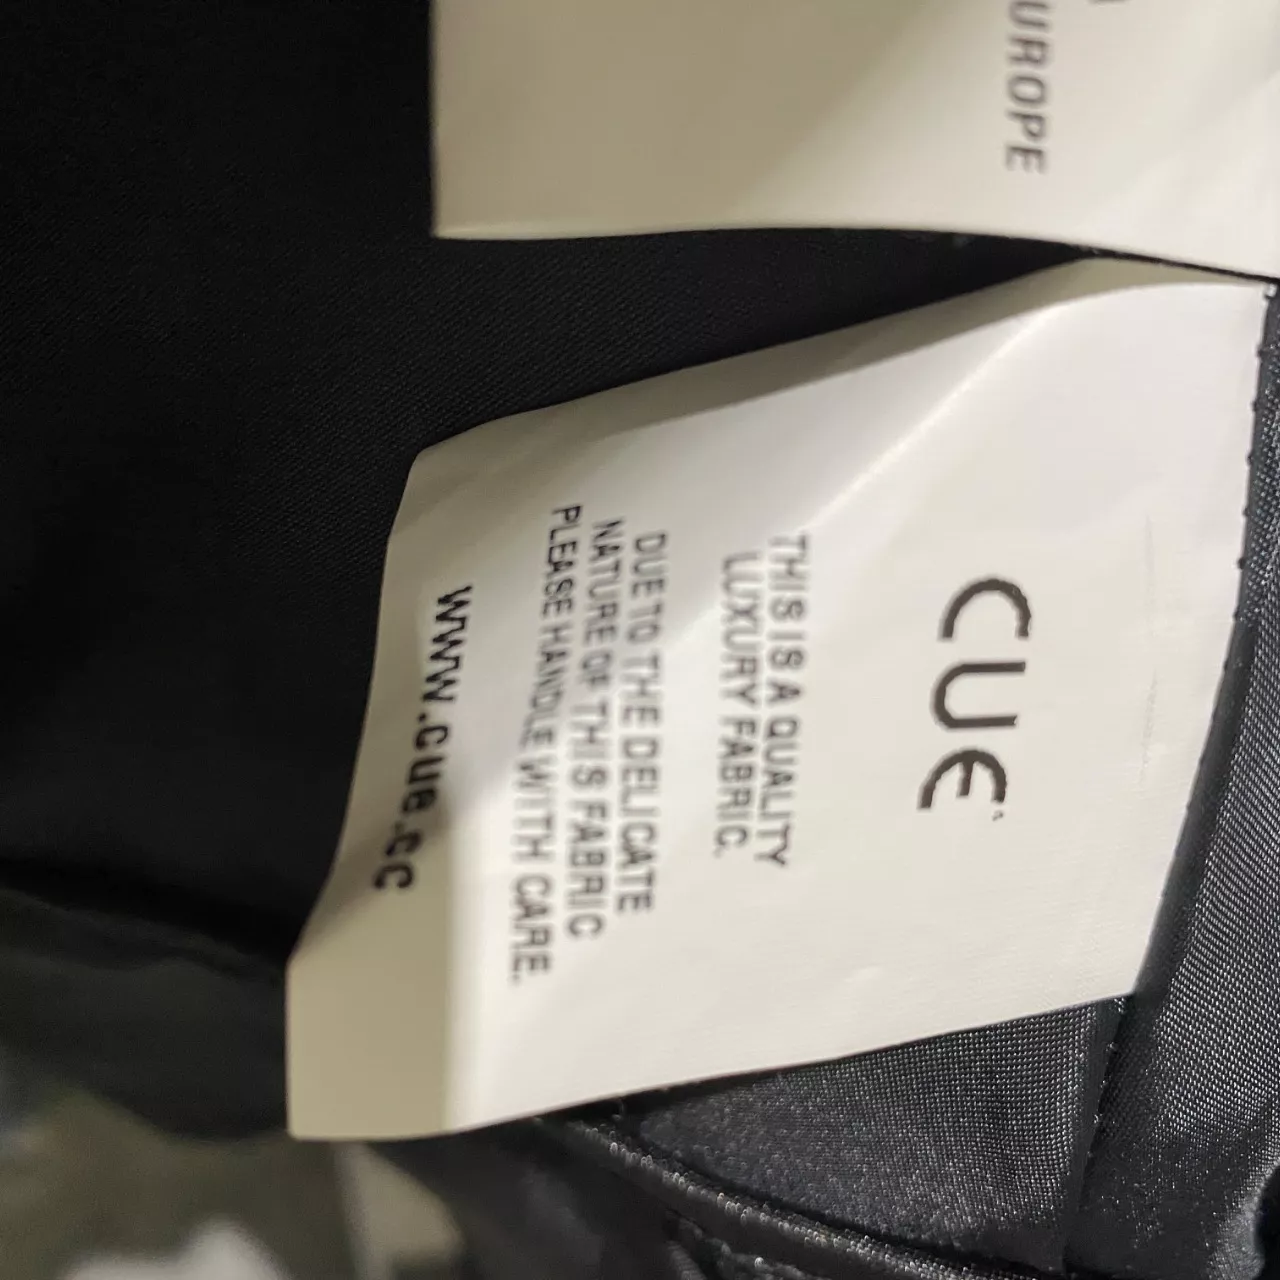 UROPE
CUE
THIS IS A QUALITY
LUXURY FABRIC.
DUE TO THE DELICATE
NATURE OF THIS FABRIC
PLEASE HANDLE WITH CARE.
www.cue.cc